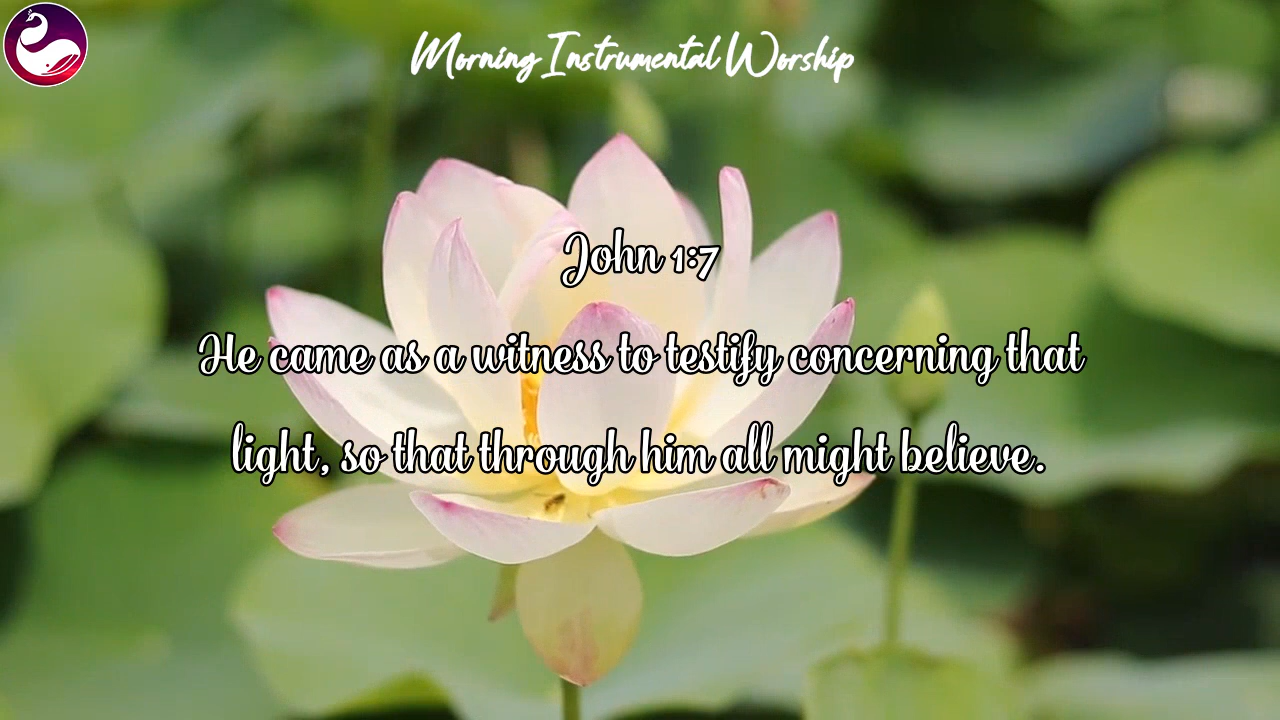 Morning Instrumental Worship
John 1:7
He came as a witness to testify concerning that
light, so that through him all might believe.